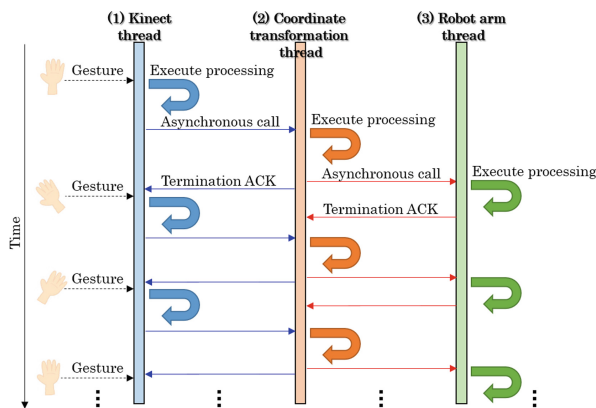 (1) Kinect
thread
(2) Coordinate
transformation
thread
(3) Robot arm
thread
Gesture
Execute processing
Asynchronous call
Execute processing
Asynchronous call
Execute processing
Termination ACK
Gesture
Termination ACK
Time
Gesture
Gesture